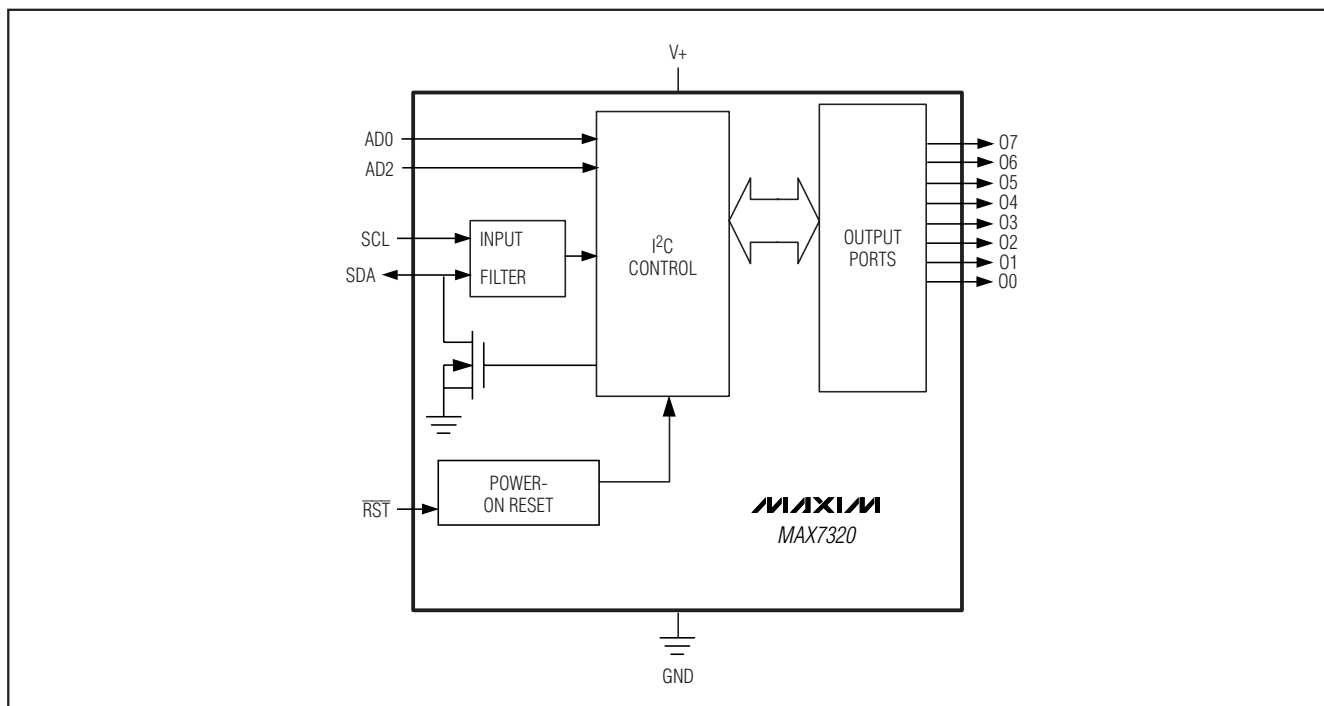 V+
AD0
AD2
SCL
SDA
INPUT
FILTER
I²C
CONTROL
OUTPUT
PORTS
O7
O6
O5
O4
O3
O2
O1
O0
RST
POWER-
ON RESET
MAXIM
MAX7320
GND